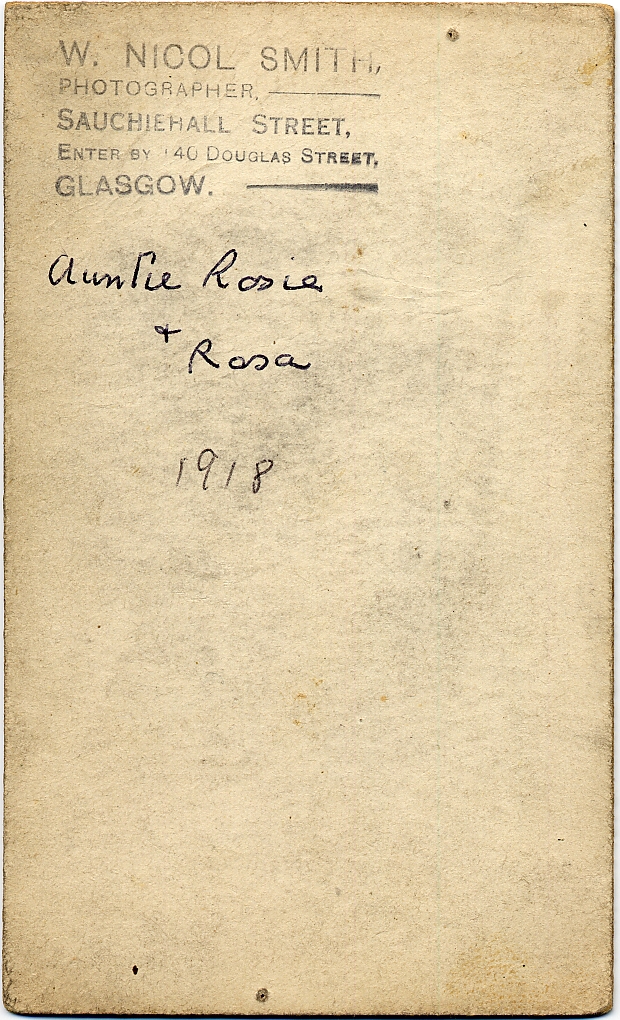 W. NICOL SMITH,
PHOTOGRAPHER,
SAUCHIEHALL STREET,
ENTER BY 140 DOUGLAS STREET,
GLASGOW.
Auntie Rosie
+
Rosa
1918